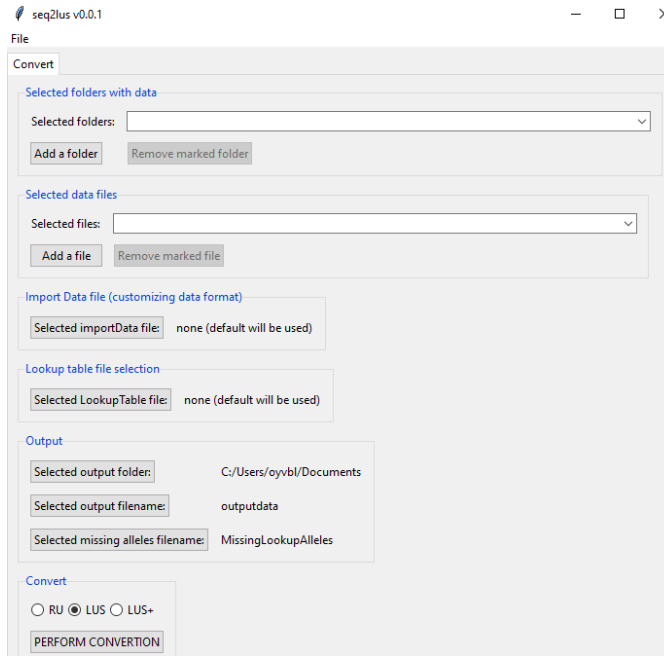 seq2lus v0.0.1
File
Convert
Selected folders with data
Selected folders:
Add a folder Remove marked folder
Selected data files
Selected files:
Add a file Remove marked file
Import Data file (customizing data format)
Selected importData file: none (default will be used)
Lookup table file selection
Selected LookupTable file: none (default will be used)
Output
Selected output folder: C:/Users/oyvbl/Documents
Selected output filename: outputdata
Selected missing alleles filename: MissingLookupAlleles
Convert
RU LUS LUS+
PERFORM CONVERTION